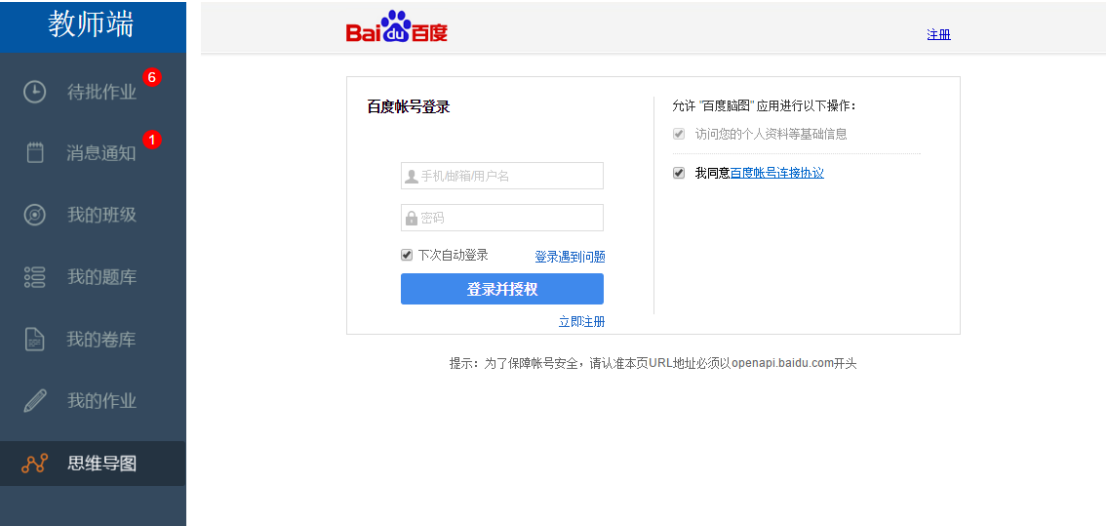 教师端
待批作业 6
消息通知 1
我的班级
我的题库
我的卷库
我的作业
思维导图
Bai du 百度
注册
百度帐号登录
手机/邮箱/用户名
密码
下次自动登录 登录遇到问题
登录并授权
立即注册
允许 "百度脑图" 应用进行以下操作：
访问您的个人资料等基础信息
我同意百度帐号连接协议
提示：为了保障帐号安全，请认准本页URL地址必须以openapi.baidu.com开头